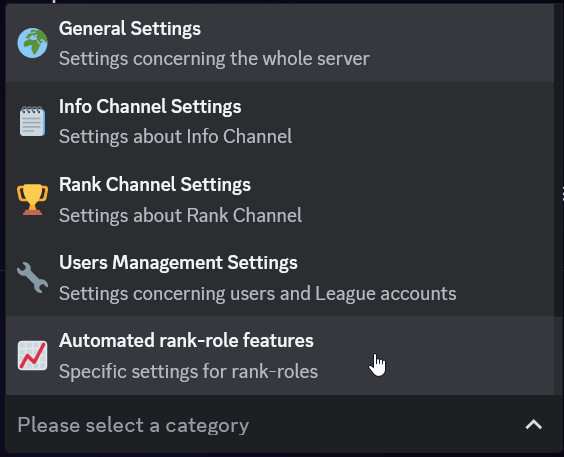 General Settings
Settings concerning the whole server
Info Channel Settings
Settings about Info Channel
Rank Channel Settings
Settings about Rank Channel
Users Management Settings
Settings concerning users and League accounts
Automated rank-role features
Specific settings for rank-roles
Please select a category